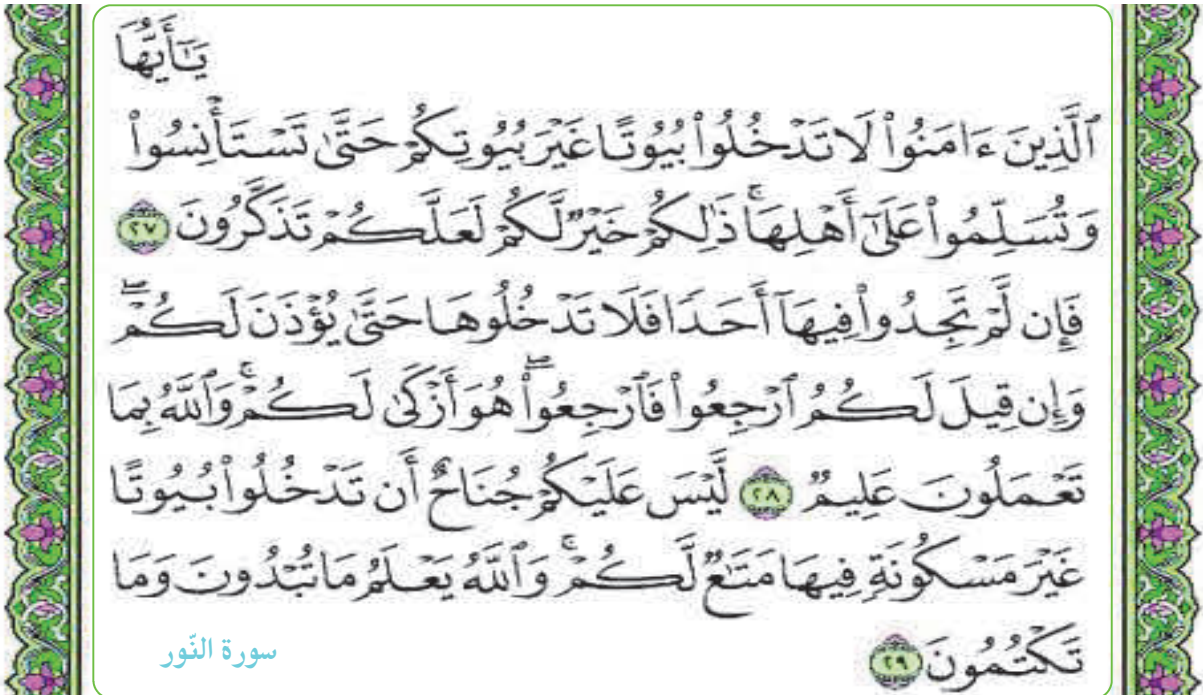 يَـٰٓأَيُّهَا
ٱلَّذِينَ ءَامَنُوا۟ لَا تَدْخُلُوا۟ بُيُوتًا غَيْرَ بُيُوتِكُمْ حَتَّىٰ تَسْتَأْنِسُوا۟
وَتُسَلِّمُوا۟ عَلَىٰٓ أَهْلِهَا ۚ ذَٰلِكُمْ خَيْرٌ لَّكُمْ لَعَلَّكُمْ تَذَكَّرُونَ ٢٧
فَإِن لَّمْ تَجِدُوا۟ فِيهَآ أَحَدًا فَلَا تَدْخُلُوهَا حَتَّىٰ يُؤْذَنَ لَكُمْ ۖ
وَإِن قِيلَ لَكُمُ ٱرْجِعُوا۟ فَٱرْجِعُوا۟ ۖ هُوَ أَزْكَىٰ لَكُمْ ۚ وَٱللَّهُ بِمَا
تَعْمَلُونَ عَلِيمٌ ٢٨ لَّيْسَ عَلَيْكُمْ جُنَاحٌ أَن تَدْخُلُوا۟ بُيُوتًا
غَيْرَ مَسْكُونَةٍ فِيهَا مَتَـٰعٌ لَّكُمْ ۚ وَٱللَّهُ يَعْلَمُ مَا تُبْدُونَ وَمَا
تَكْتُمُونَ ٢٩
سورة النّور